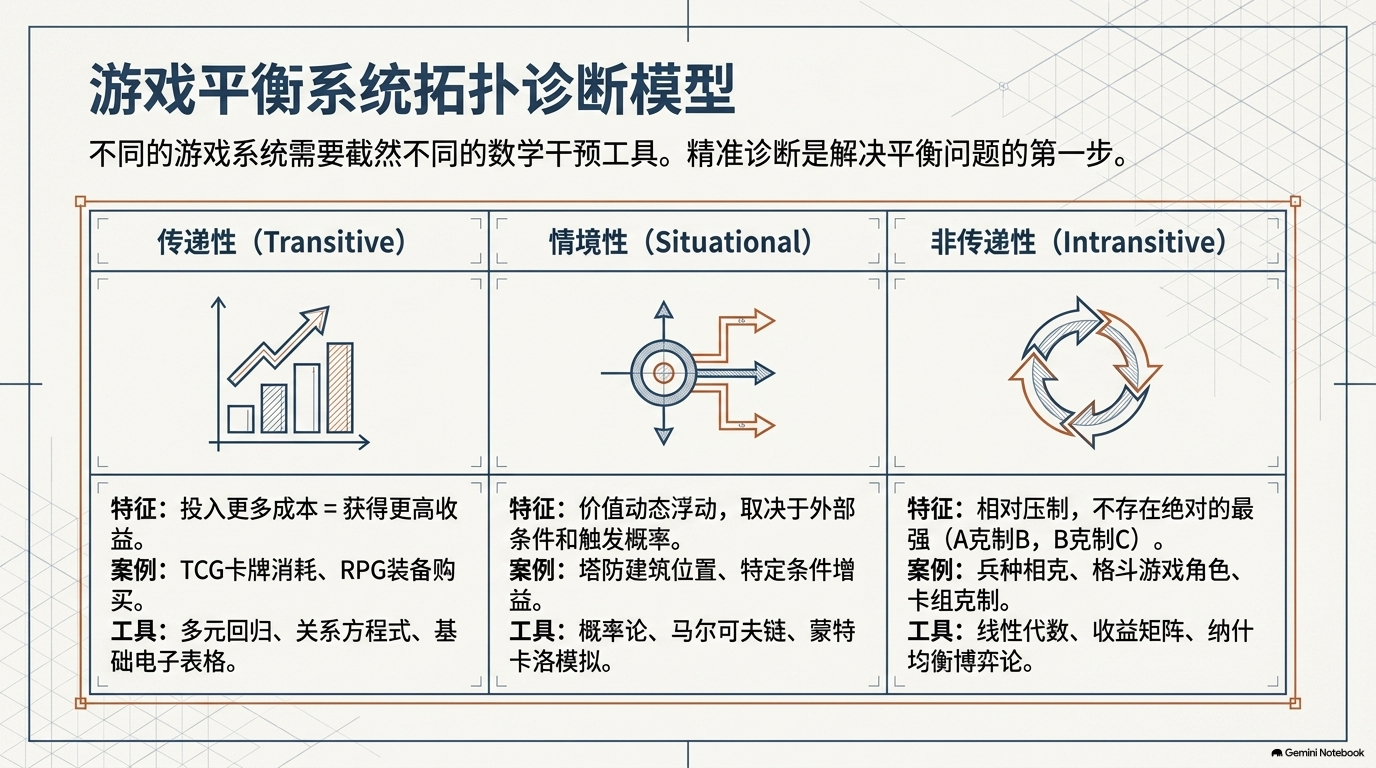 游戏平衡系统拓扑诊断模型
不同的游戏系统需要截然不同的数学干预工具。精准诊断是解决平衡问题的第一步。
传递性（Transitive）
情境性（Situational）
非传递性（Intransitive）
特征：投入更多成本 = 获得更高收
益。
案例：TCG卡牌消耗、RPG装备购
买。
工具：多元回归、关系方程式、基
础电子表格。
特征：价值动态浮动，取决于外部
条件和触发概率。
案例：塔防建筑位置、特定条件增
益。
工具：概率论、马尔可夫链、蒙特
卡洛模拟。
特征：相对压制，不存在绝对的最
强（A克制B，B克制C）。
案例：兵种相克、格斗游戏角色、
卡组克制。
工具：线性代数、收益矩阵、纳什
均衡博弈论。
Gemini Notebook